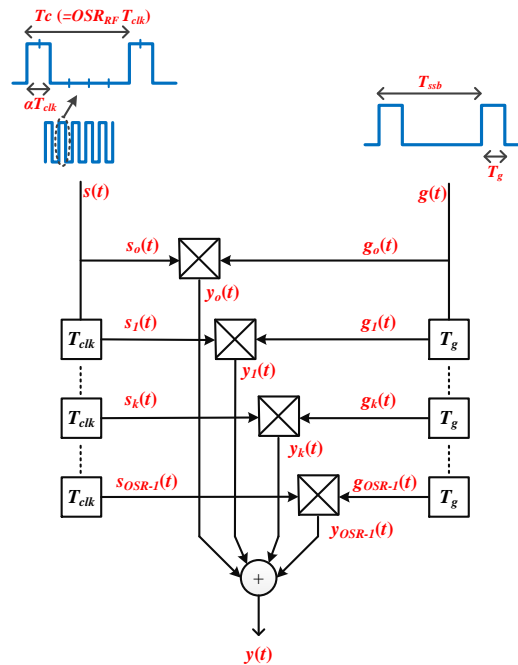 Tc (=OSR_RF T_clk)
αT_clk
T_ssb
T_g
s(t)
g(t)
s_o(t)
g_o(t)
y_o(t)
T_clk
s_1(t)
g_1(t)
T_g
y_1(t)
T_clk
s_k(t)
g_k(t)
T_g
y_k(t)
T_clk
s_OSR-1(t)
g_OSR-1(t)
T_g
y_OSR-1(t)
+
y(t)